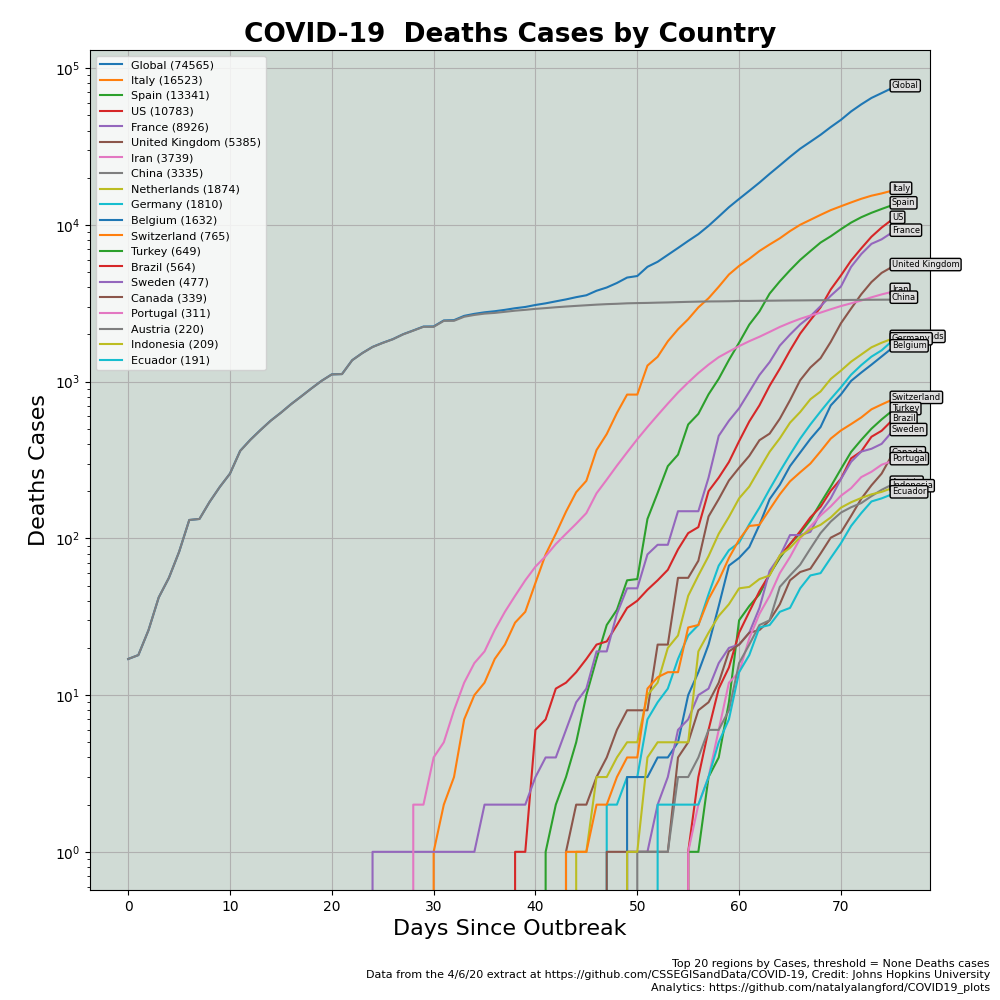 COVID-19  Deaths Cases by Country
Global (74565)
Italy (16523)
Spain (13341)
US (10783)
France (8926)
United Kingdom (5385)
Iran (3739)
China (3335)
Netherlands (1874)
Germany (1810)
Belgium (1632)
Switzerland (765)
Turkey (649)
Brazil (564)
Sweden (477)
Canada (339)
Portugal (311)
Austria (220)
Indonesia (209)
Ecuador (191)
Global
Italy
Spain
US
France
United Kingdom
Iran
China
Germany
Belgium
Switzerland
Turkey
Brazil
Sweden
Canada
Portugal
Indonesia
Ecuador
10^5
10^4
10^3
10^2
10^1
10^0
Deaths Cases
0 10 20 30 40 50 60 70
Days Since Outbreak
Top 20 regions by Cases, threshold = None Deaths cases
Data from the 4/6/20 extract at https://github.com/CSSEGISandData/COVID-19, Credit: Johns Hopkins University
Analytics: https://github.com/natalyalangford/COVID19_plots